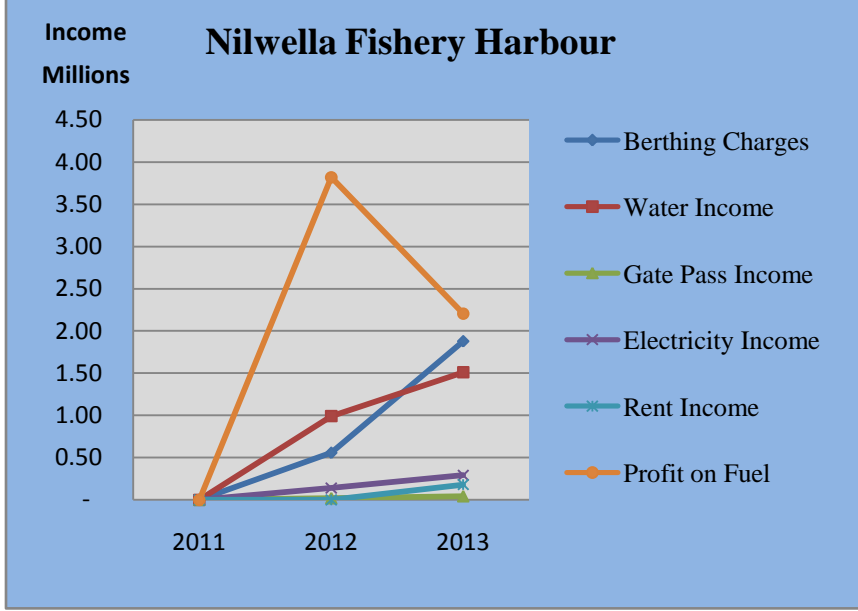 Income
Millions
Nilwella Fishery Harbour
4.50
4.00
3.50
3.00
2.50
2.00
1.50
1.00
0.50
-
2011 2012 2013
Berthing Charges
Water Income
Gate Pass Income
Electricity Income
Rent Income
Profit on Fuel